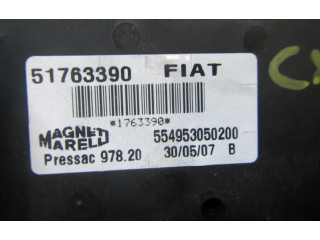 51763390 FIAT
*1763390*
MAGNETI
MARELLI
554953050200
Pressac 978.20 30/05/07 B